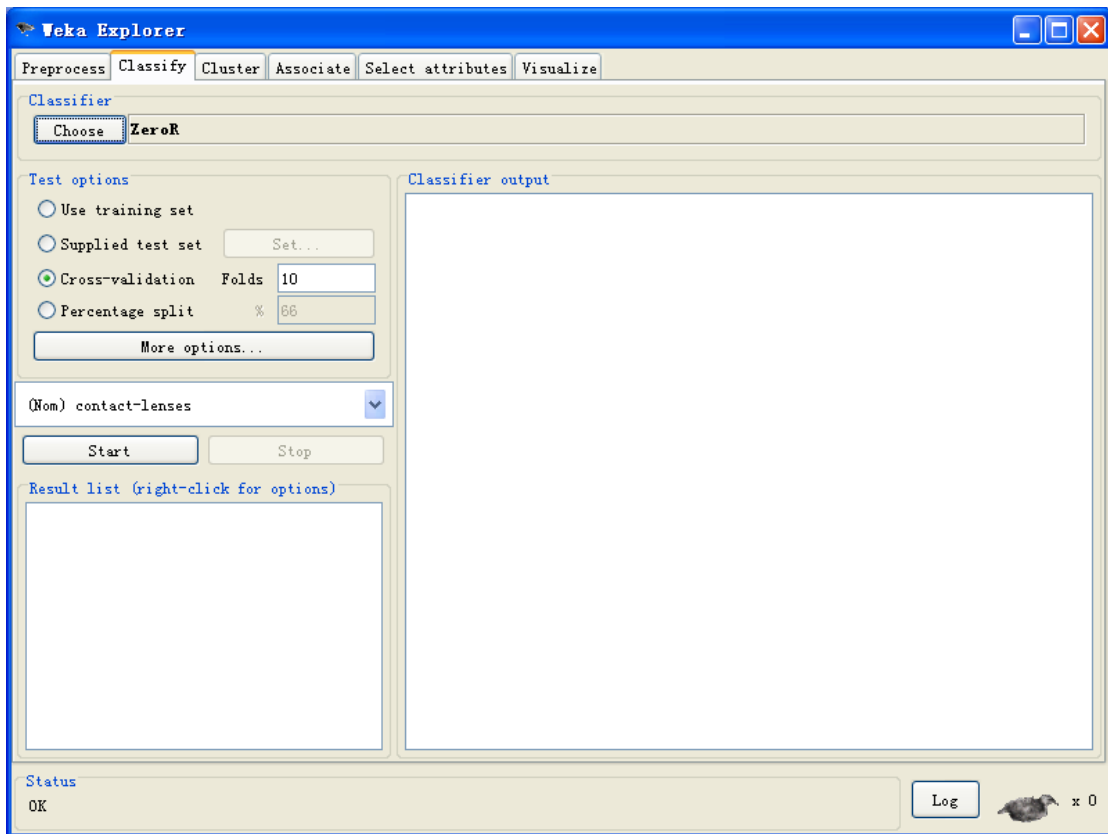 Weka Explorer
Preprocess Classify Cluster Associate Select attributes Visualize
Classifier
Choose ZeroR
Test options
Use training set
Supplied test set Set...
Cross-validation Folds 10
Percentage split % 66
More options...
(Nom) contact-lenses
Start Stop
Result list (right-click for options)
Classifier output
Status
OK
Log x 0